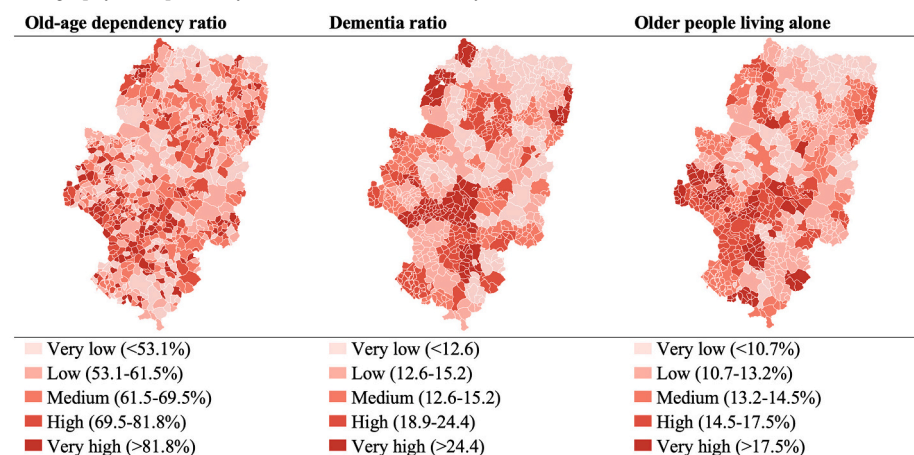 Old-age dependency ratio
Dementia ratio
Older people living alone
Very low (<53.1%)
Low (53.1-61.5%)
Medium (61.5-69.5%)
High (69.5-81.8%)
Very high (>81.8%)
Very low (<12.6)
Low (12.6-15.2)
Medium (12.6-15.2)
High (18.9-24.4)
Very high (>24.4)
Very low (<10.7%)
Low (10.7-13.2%)
Medium (13.2-14.5%)
High (14.5-17.5%)
Very high (>17.5%)